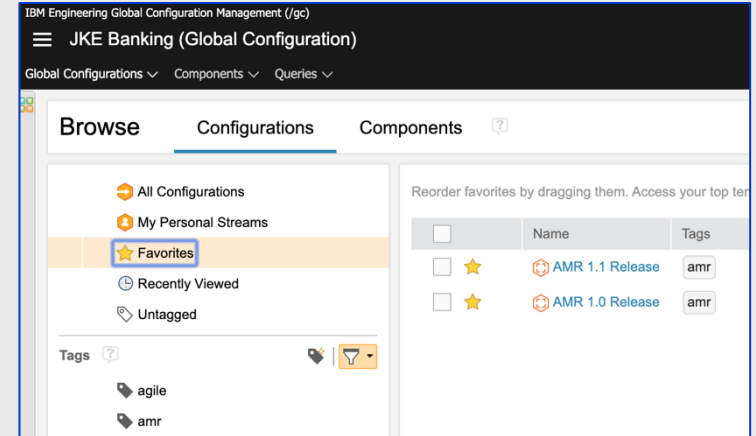 IBM Engineering Global Configuration Management (/gc)
JKE Banking (Global Configuration)
Global Configurations Components Queries
Browse Configurations Components ?
All Configurations
My Personal Streams
Favorites
Recently Viewed
Untagged
Tags ?
agile
amr
Reorder favorites by dragging them. Access your top ten
Name Tags
AMR 1.1 Release amr
AMR 1.0 Release amr